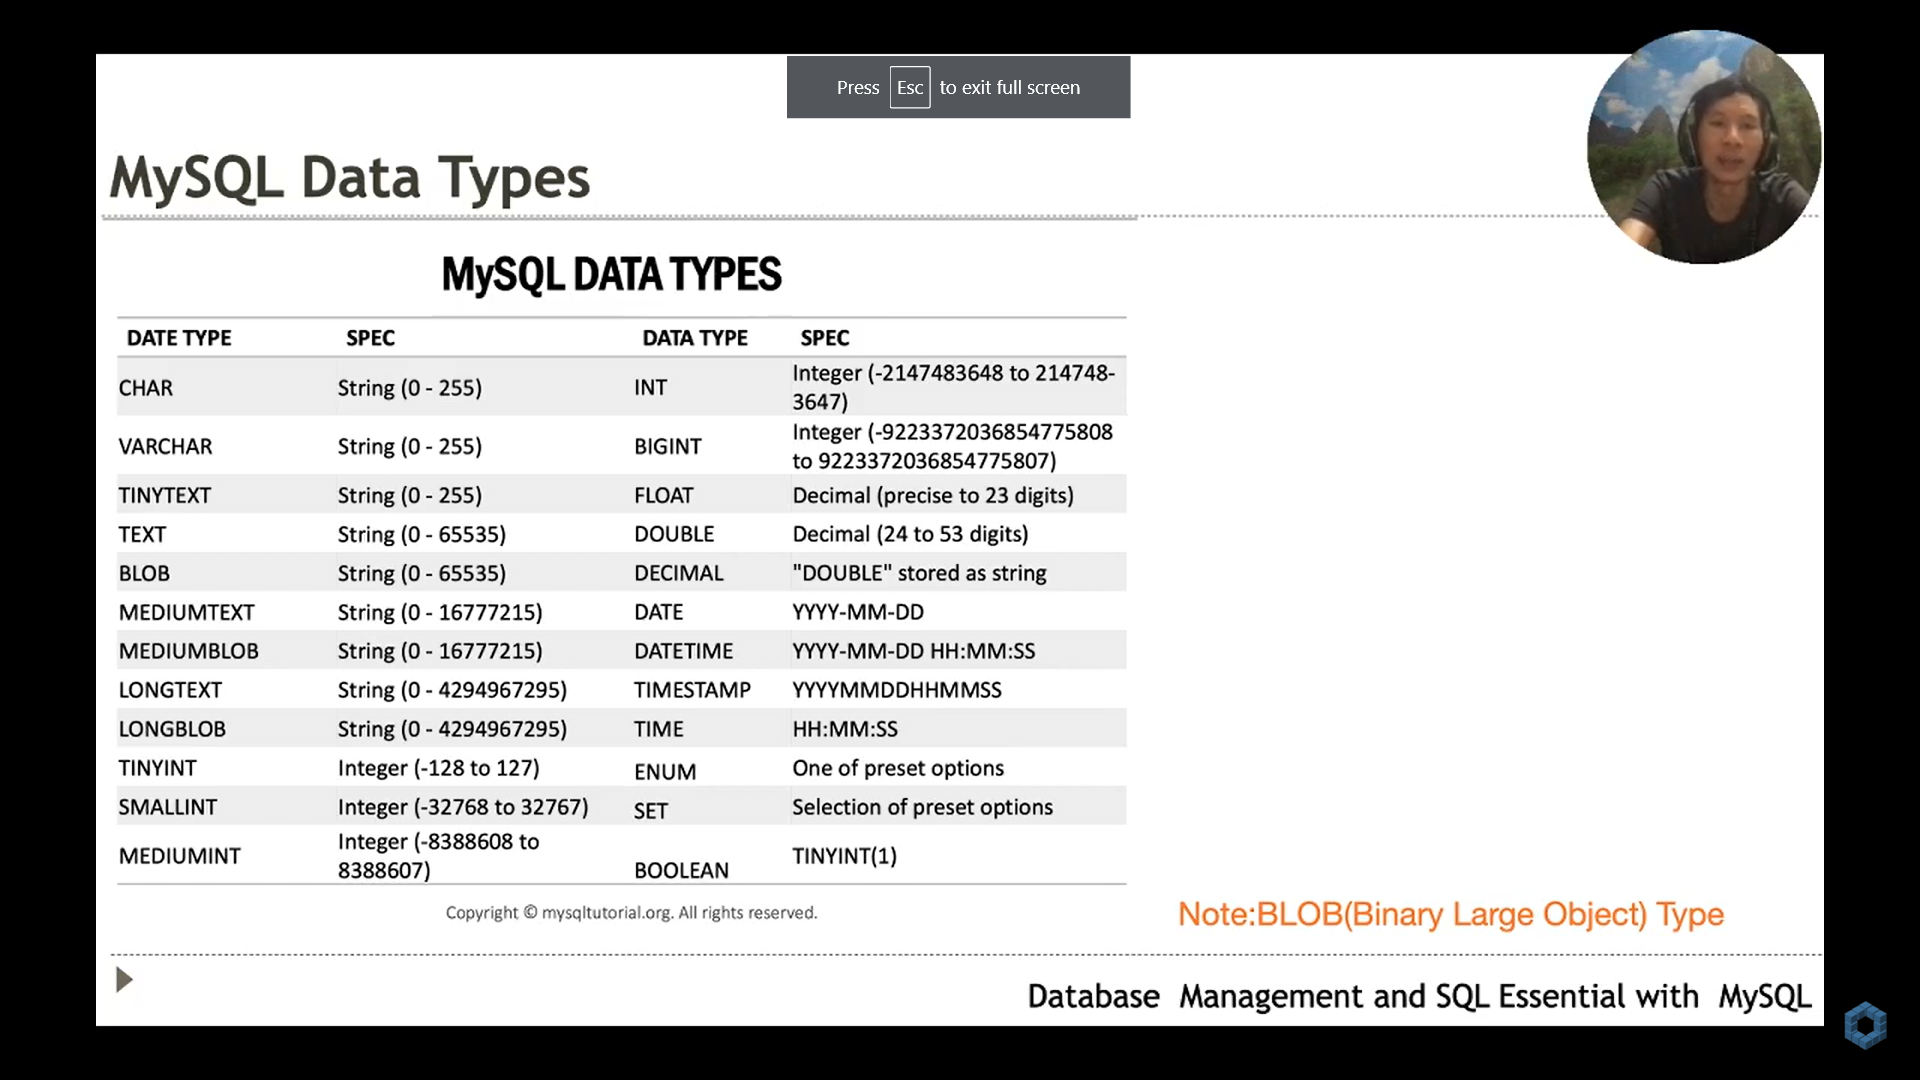 Press Esc to exit full screen
MySQL Data Types
MySQL DATA TYPES
DATE TYPE SPEC DATA TYPE SPEC
CHAR String (0 - 255) INT Integer (-2147483648 to 214748-
3647)
VARCHAR String (0 - 255) BIGINT Integer (-9223372036854775808
to 9223372036854775807)
TINYTEXT String (0 - 255) FLOAT Decimal (precise to 23 digits)
TEXT String (0 - 65535) DOUBLE Decimal (24 to 53 digits)
BLOB String (0 - 65535) DECIMAL "DOUBLE" stored as string
MEDIUMTEXT String (0 - 16777215) DATE YYYY-MM-DD
MEDIUMBLOB String (0 - 16777215) DATETIME YYYY-MM-DD HH:MM:SS
LONGTEXT String (0 - 4294967295) TIMESTAMP YYYYMMDDHHMMSS
LONGBLOB String (0 - 4294967295) TIME HH:MM:SS
TINYINT Integer (-128 to 127) ENUM One of preset options
SMALLINT Integer (-32768 to 32767) SET Selection of preset options
MEDIUMINT Integer (-8388608 to
8388607) BOOLEAN TINYINT(1)
Copyright © mysqltutorial.org. All rights reserved.
Note:BLOB(Binary Large Object) Type
Database Management and SQL Essential with MySQL